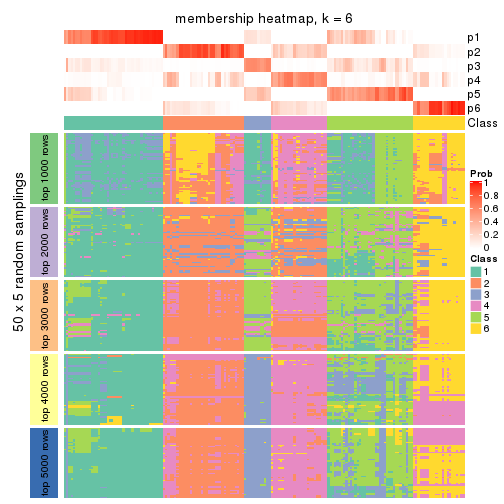 membership heatmap, k = 6
p1
p2
p3
p4
p5
p6
Class
50 x 5 random samplings
top 1000 rows
top 2000 rows
top 3000 rows
top 4000 rows
top 5000 rows
Prob
1
0.8
0.6
0.4
0.2
0
Class
1
2
3
4
5
6